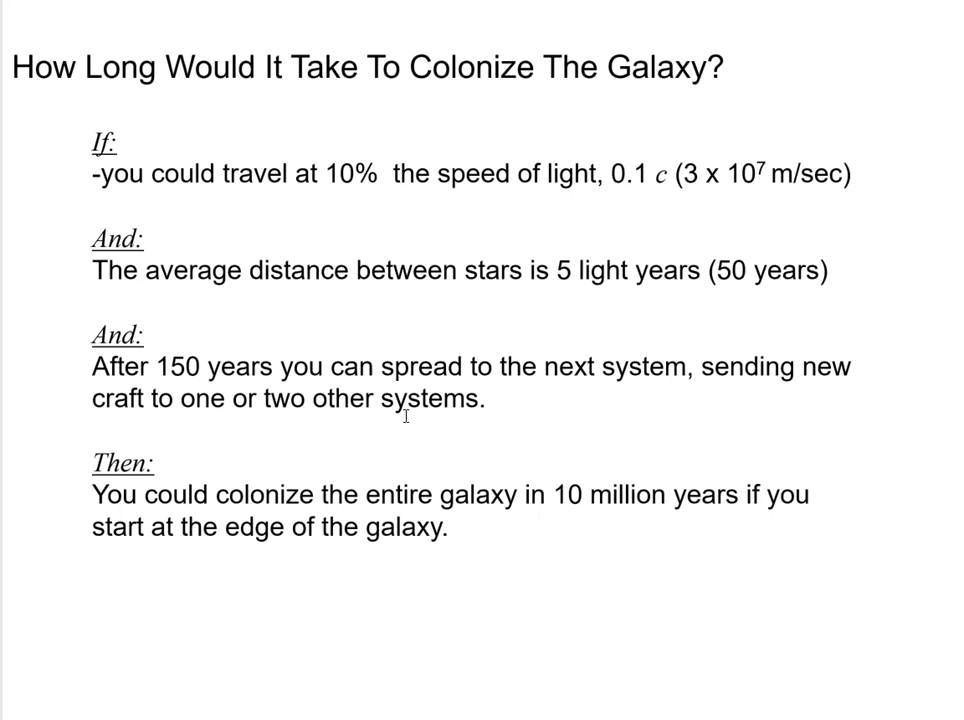 How Long Would It Take To Colonize The Galaxy?
If:
-you could travel at 10%  the speed of light, 0.1 c (3 x 10⁷ m/sec)
And:
The average distance between stars is 5 light years (50 years)
And:
After 150 years you can spread to the next system, sending new
craft to one or two other systems.
Then:
You could colonize the entire galaxy in 10 million years if you
start at the edge of the galaxy.